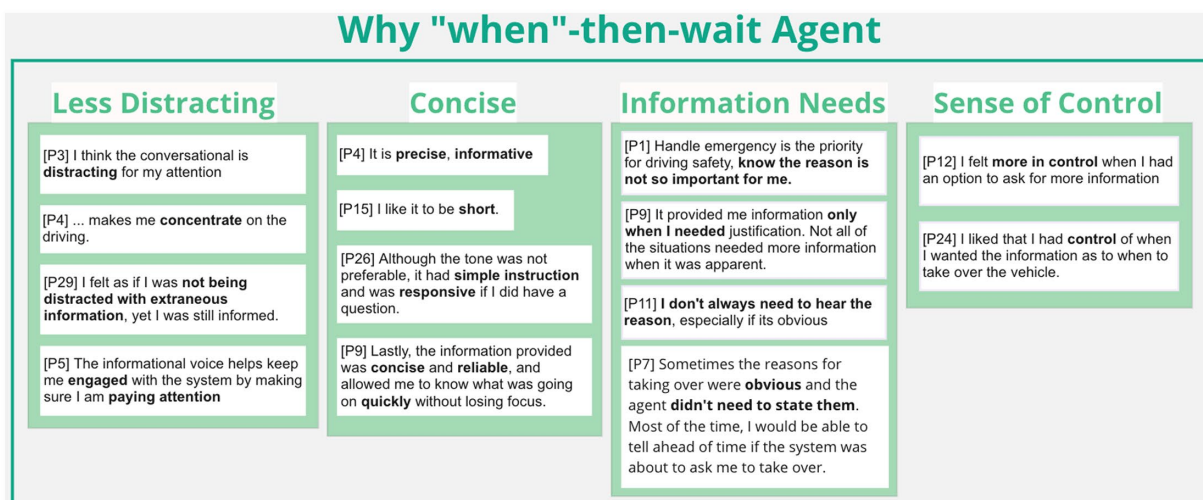 Why "when"-then-wait Agent
Less Distracting
[P3] I think the conversational is
distracting for my attention
[P4] ... makes me concentrate on the
driving.
[P29] I felt as if I was not being
distracted with extraneous
information, yet I was still informed.
[P5] The informational voice helps keep
me engaged with the system by making
sure I am paying attention
Concise
[P4] It is precise, informative
[P15] I like it to be short.
[P26] Although the tone was not
preferable, it had simple instruction
and was responsive if I did have a
question.
[P9] Lastly, the information provided
was concise and reliable, and
allowed me to know what was going
on quickly without losing focus.
Information Needs
[P1] Handle emergency is the priority
for driving safety, know the reason is
not so important for me.
[P9] It provided me information only
when I needed justification. Not all of
the situations needed more information
when it was apparent.
[P11] I don't always need to hear the
reason, especially if its obvious
[P7] Sometimes the reasons for
taking over were obvious and the
agent didn't need to state them.
Most of the time, I would be able to
tell ahead of time if the system was
about to ask me to take over.
Sense of Control
[P12] I felt more in control when I had
an option to ask for more information
[P24] I liked that I had control of when
I wanted the information as to when to
take over the vehicle.